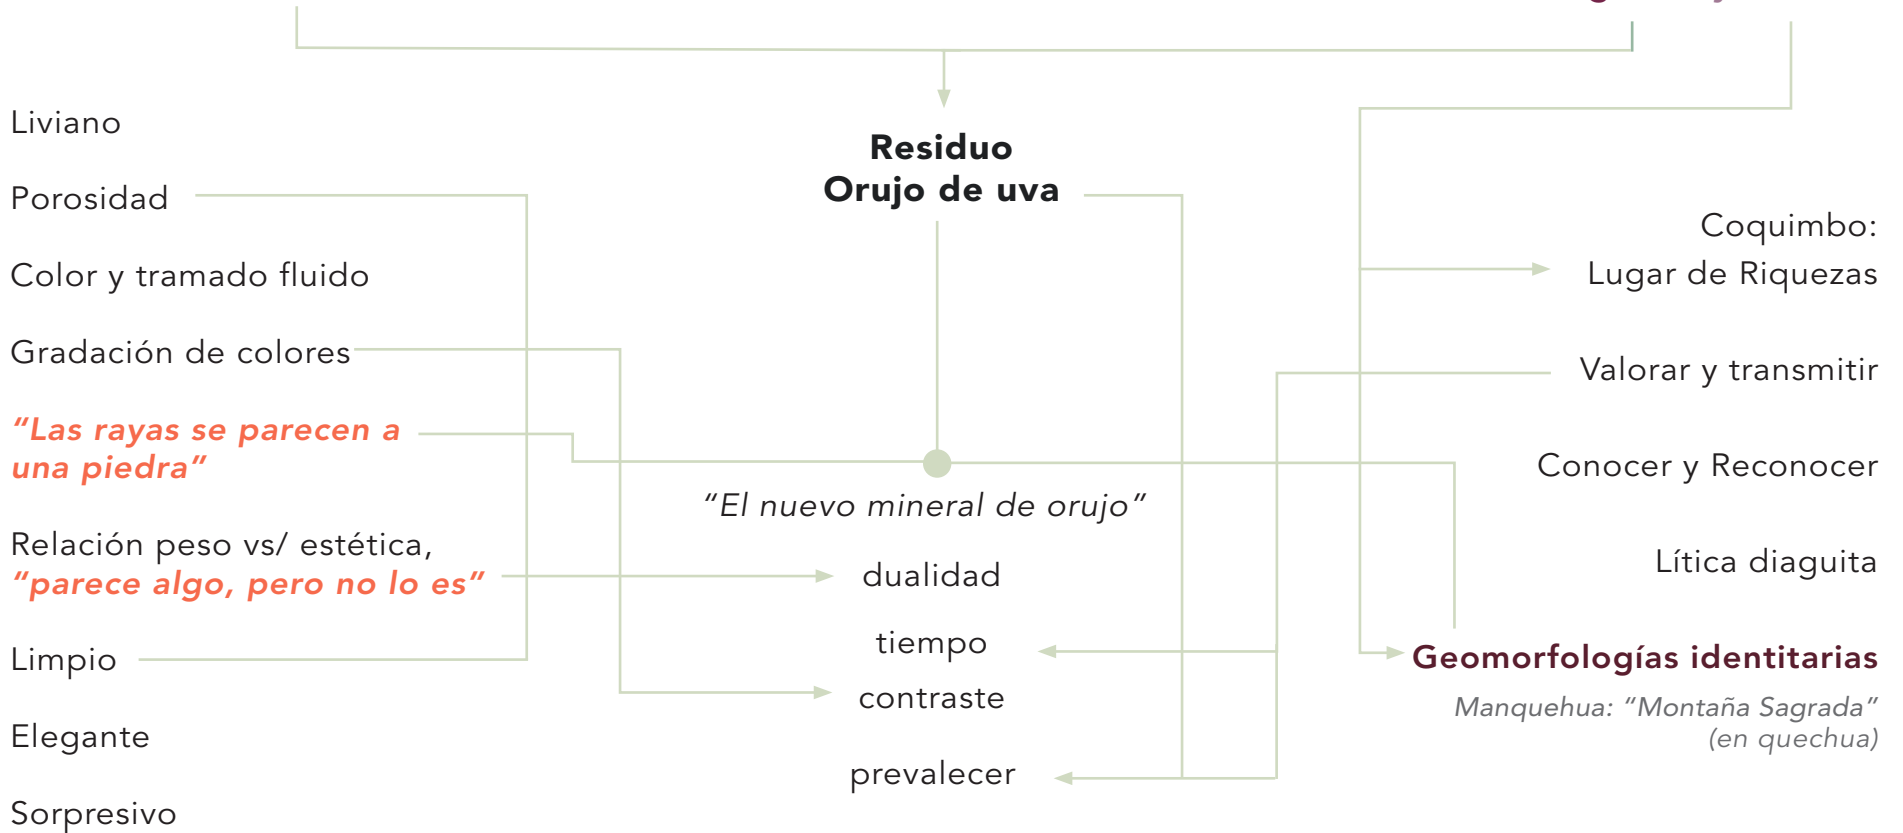 Liviano
Porosidad
Color y tramado fluido
Gradación de colores
“Las rayas se parecen a
una piedra”
Relación peso vs/ estética,
“parece algo, pero no lo es”
Limpio
Elegante
Sorpresivo
Residuo
Orujo de uva
“El nuevo mineral de orujo”
dualidad
tiempo
contraste
prevalecer
Coquimbo:
Lugar de Riquezas
Valorar y transmitir
Conocer y Reconocer
Lítica diaguita
Geomorfologías identitarias
Manquehua: “Montaña Sagrada”
(en quechua)